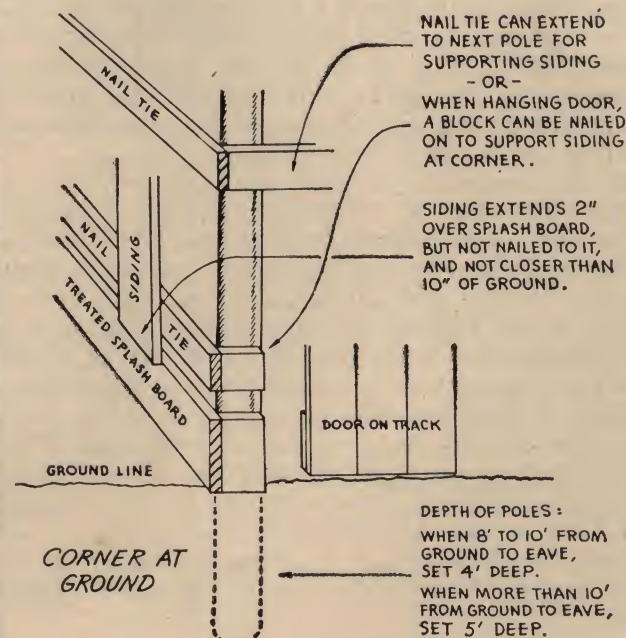 NAIL TIE CAN EXTEND
TO NEXT POLE FOR
SUPPORTING SIDING
- OR -
WHEN HANGING DOOR,
A BLOCK CAN BE NAILED
ON TO SUPPORT SIDING
AT CORNER.
NAIL TIE
SIDING EXTENDS 2"
OVER SPLASH BOARD,
BUT NOT NAILED TO IT,
AND NOT CLOSER THAN
10" OF GROUND.
SIDING
NAIL TIE
TREATED SPLASH BOARD
DOOR ON TRACK
GROUND LINE
CORNER AT
GROUND
DEPTH OF POLES:
WHEN 8' TO 10' FROM
GROUND TO EAVE,
SET 4' DEEP.
WHEN MORE THAN 10'
FROM GROUND TO EAVE,
SET 5' DEEP.